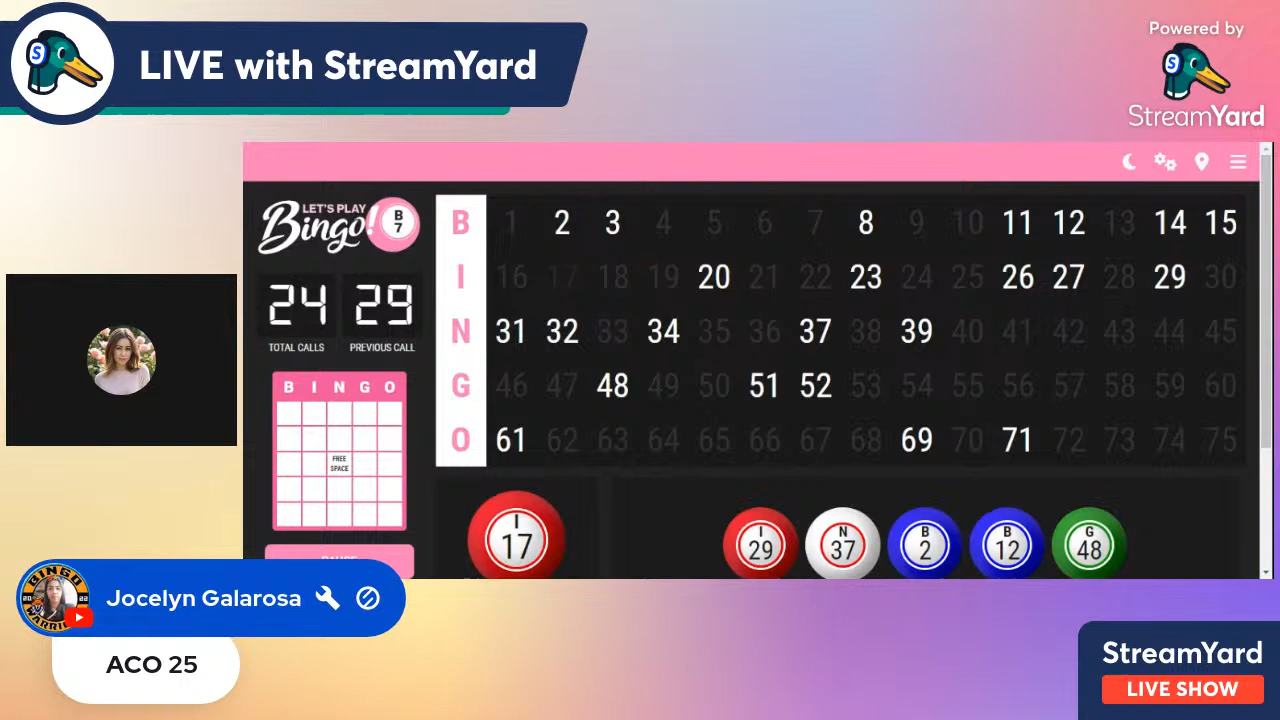 LIVE with StreamYard
Powered by
StreamYard
LET'S PLAY
Bingo!
B
7
24
29
TOTAL CALLS
PREVIOUS CALL
B I N G O
FREE
SPACE
B 1 2 3 4 5 6 7 8 9 10 11 12 13 14 15
I 16 17 18 19 20 21 22 23 24 25 26 27 28 29 30
N 31 32 33 34 35 36 37 38 39 40 41 42 43 44 45
G 46 47 48 49 50 51 52 53 54 55 56 57 58 59 60
O 61 62 63 64 65 66 67 68 69 70 71 72 73 74 75
I
17
I
29
N
37
B
2
B
12
G
48
BINGO
20 22
Jocelyn Galarosa
ACO 25
StreamYard
LIVE SHOW